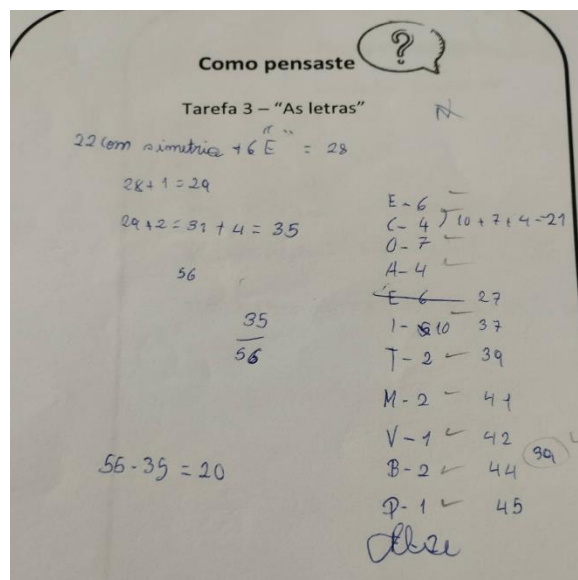 ?
Como pensaste
Tarefa 3 – “As letras”
22 com simetria + 6 "E" = 28
28 + 1 = 29
29 + 2 = 31 + 4 = 35
56
35
56
56 - 35 = 20
E - 6
C - 4 ) 10 + 7 + 4 = 21
O - 7
A - 4
E 6 27
I - 10 37
T - 2 39
M - 2 41
V - 1 42
39
B - 2 44
P - 1 45